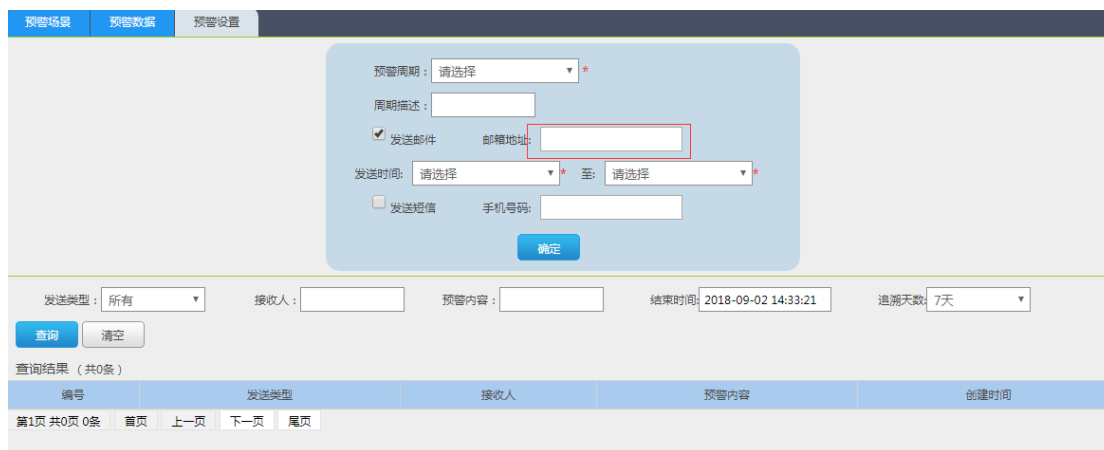 预警场景 预警数据 预警设置
预警周期： 请选择 *
周期描述：
发送邮件 邮箱地址:
发送时间: 请选择 * 至: 请选择 *
发送短信 手机号码:
确定
发送类型： 所有 接收人： 预警内容： 结束时间: 2018-09-02 14:33:21 追溯天数: 7天
查询 清空
查询结果 （共0条）
编号 发送类型 接收人 预警内容 创建时间
第1页 共0页 0条 首页 上一页 下一页 尾页